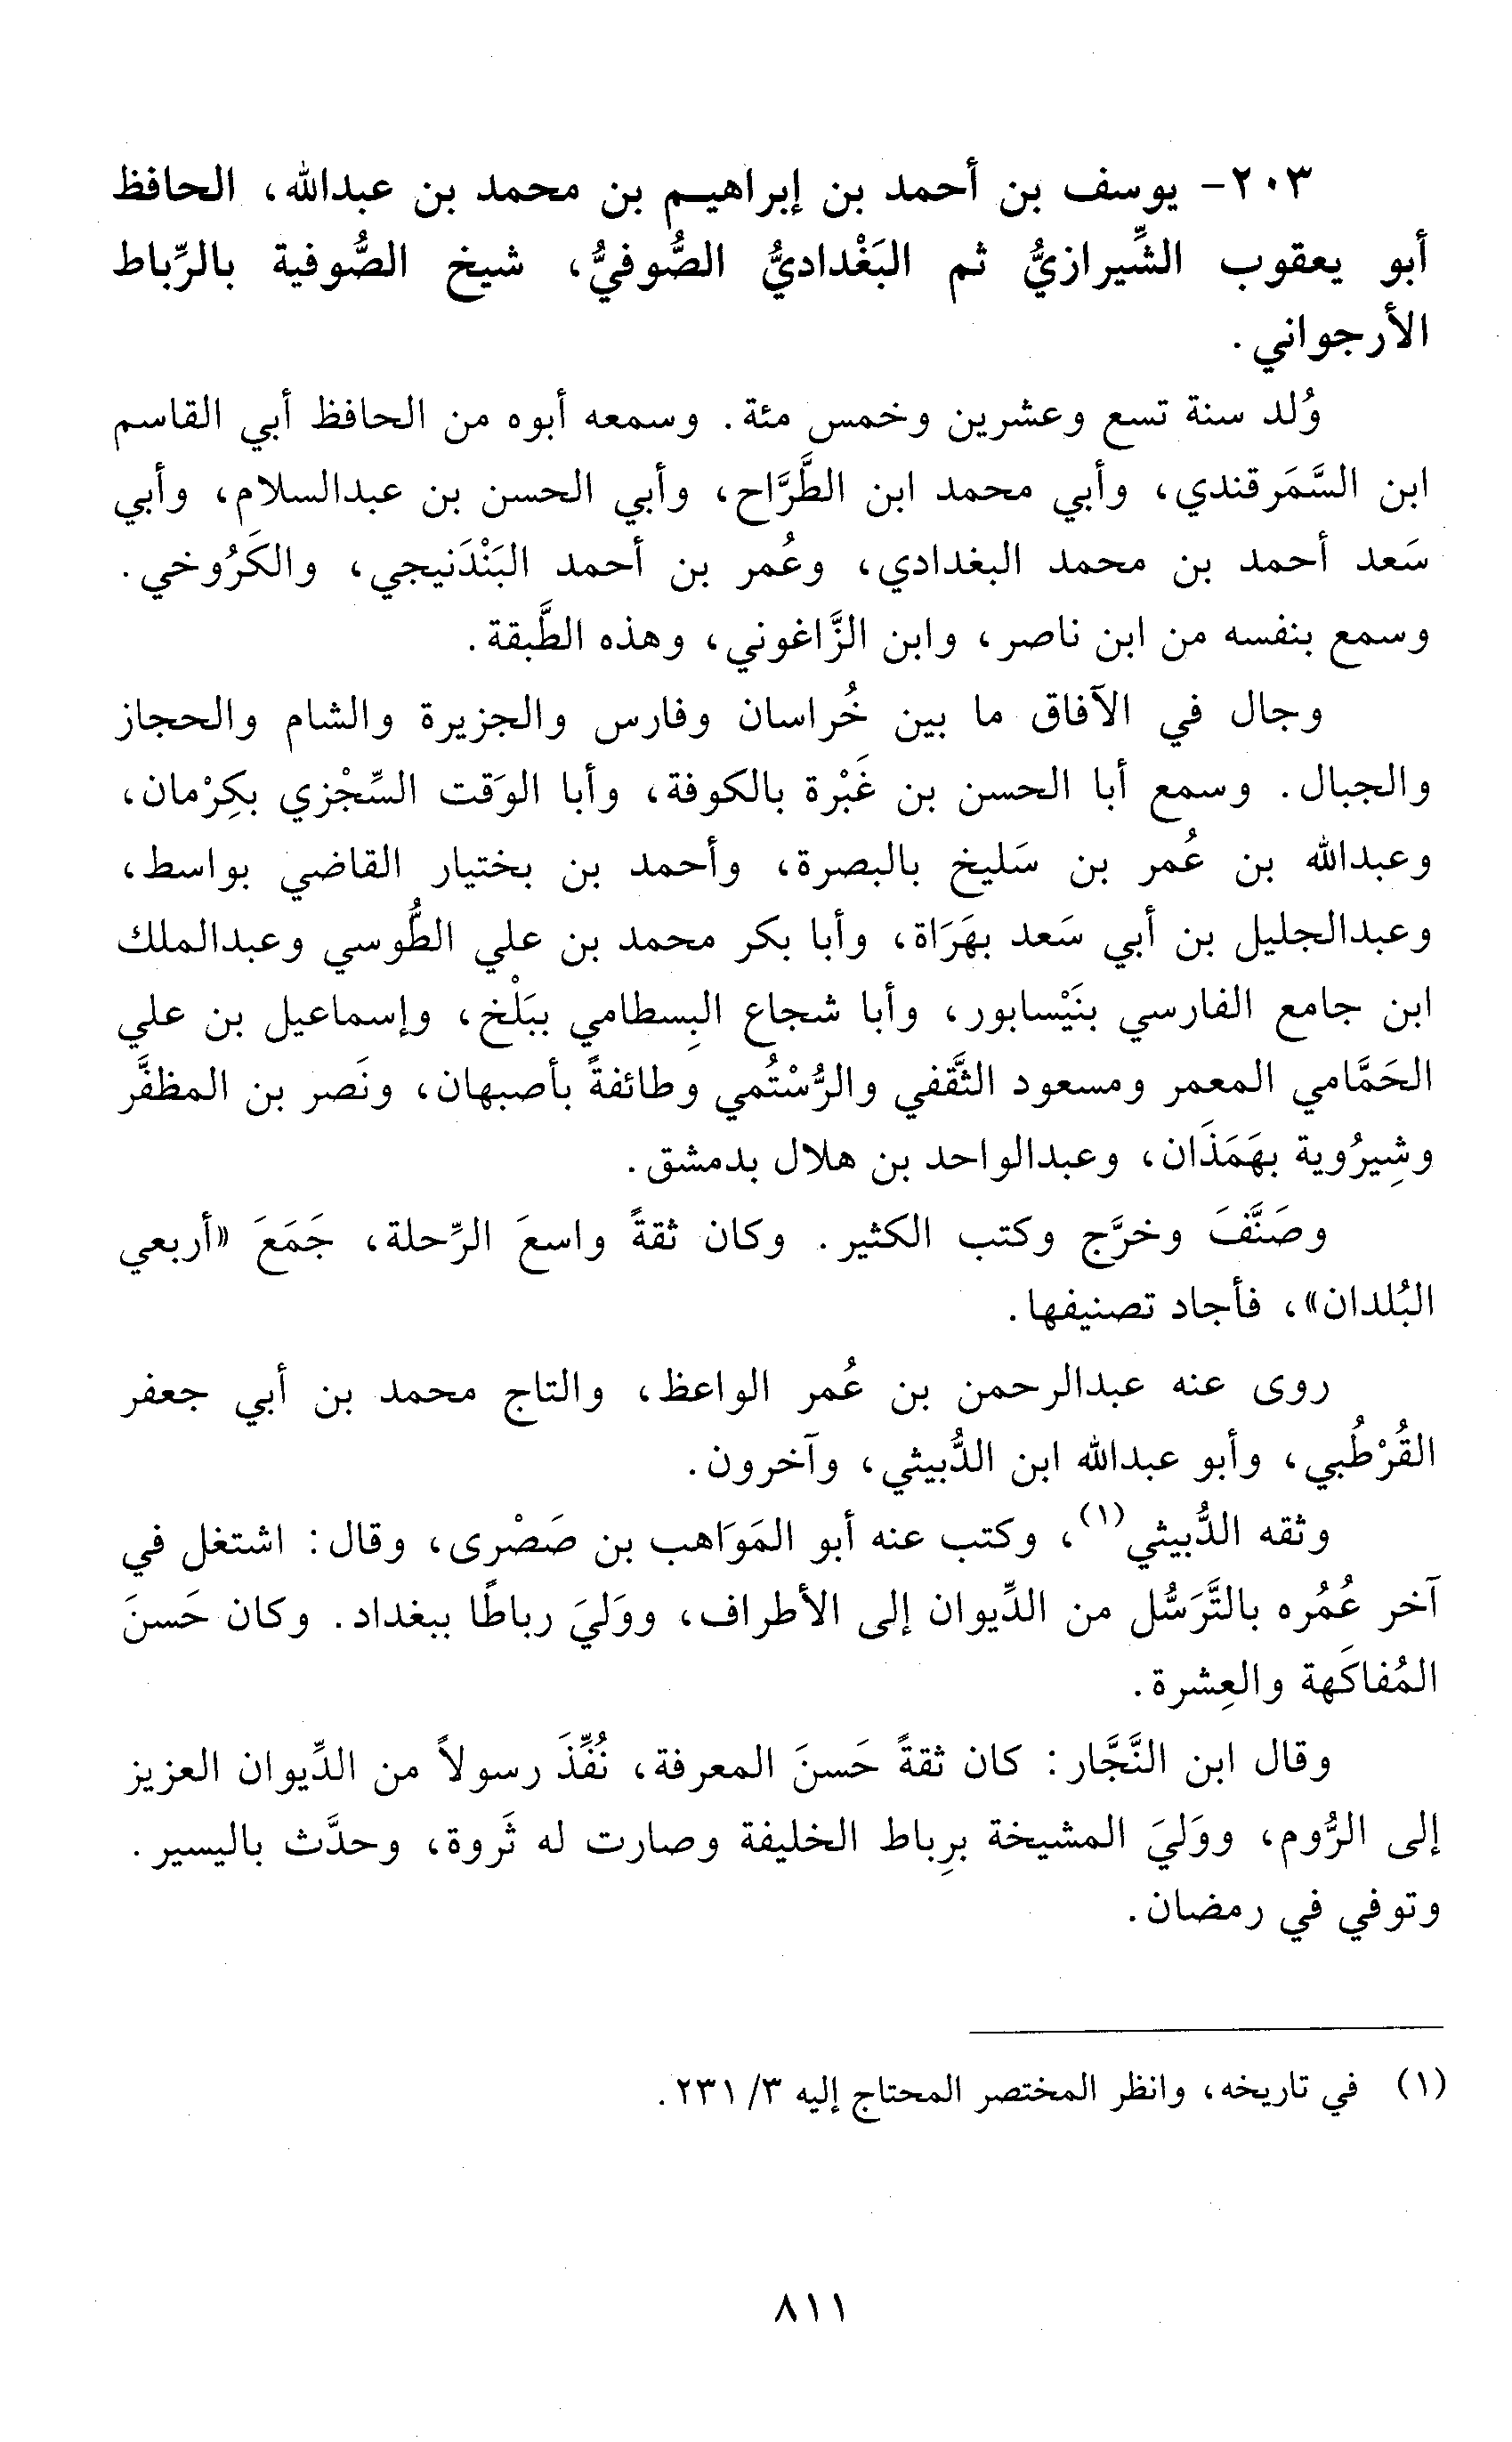 ٢٠٣- يوسف بن أحمد بن إبراهيم بن محمد بن عبدالله، الحافظ
أبو يعقوب الشِّيرازيُّ ثم البَغْداديُّ الصُّوفيُّ، شيخ الصُّوفية بالرِّباط
الأرجواني.
وُلد سنة تسع وعشرين وخمس مئة. وسمعه أبوه من الحافظ أبي القاسم
ابن السَّمَرقندي، وأبي محمد ابن الطَّرَّاح، وأبي الحسن بن عبدالسلام، وأبي
سَعد أحمد بن محمد البغدادي، وعُمر بن أحمد البَنْدَنيجي، والكَرُوخي.
وسمع بنفسه من ابن ناصر، وابن الزَّاغوني، وهذه الطَّبقة.
وجال في الآفاق ما بين خُراسان وفارس والجزيرة والشام والحجاز
والجبال. وسمع أبا الحسن بن غَبْرة بالكوفة، وأبا الوَقت السِّجْزي بكِرْمان،
وعبدالله بن عُمر بن سَليخ بالبصرة، وأحمد بن بختيار القاضي بواسط،
وعبدالجليل بن أبي سَعد بهَرَاة، وأبا بكر محمد بن علي الطُّوسي وعبدالملك
ابن جامع الفارسي بنَيْسابور، وأبا شجاع البِسطامي ببَلْخ، وإسماعيل بن علي
الحَمَّامي المعمر ومسعود الثَّقفي والرُّسْتُمي وطائفةً بأصبهان، ونَصر بن المظفَّر
وشِيرُوية بهَمَذَان، وعبدالواحد بن هلال بدمشق.
وصَنَّفَ وخرَّج وكتب الكثير. وكان ثقةً واسعَ الرِّحلة، جَمَعَ «أربعي
البُلدان»، فأجاد تصنيفها.
روى عنه عبدالرحمن بن عُمر الواعظ، والتاج محمد بن أبي جعفر
القُرْطُبي، وأبو عبدالله ابن الدُّبيثي، وآخرون.
وثقه الدُّبيثي(١)، وكتب عنه أبو المَوَاهب بن صَصْرى، وقال: اشتغل في
آخر عُمُره بالتَّرَسُّل من الدِّيوان إلى الأطراف، ووَليَ رباطًا ببغداد. وكان حَسنَ
المُفاكَهة والعِشرة.
وقال ابن النَّجَّار: كان ثقةً حَسنَ المعرفة، نُفِّذَ رسولاً من الدِّيوان العزيز
إلى الرُّوم، ووَليَ المشيخة برِباط الخليفة وصارت له ثَروة، وحدَّث باليسير.
وتوفي في رمضان.
(١) في تاريخه، وانظر المختصر المحتاج إليه ٣/ ٢٣١.
٨١١